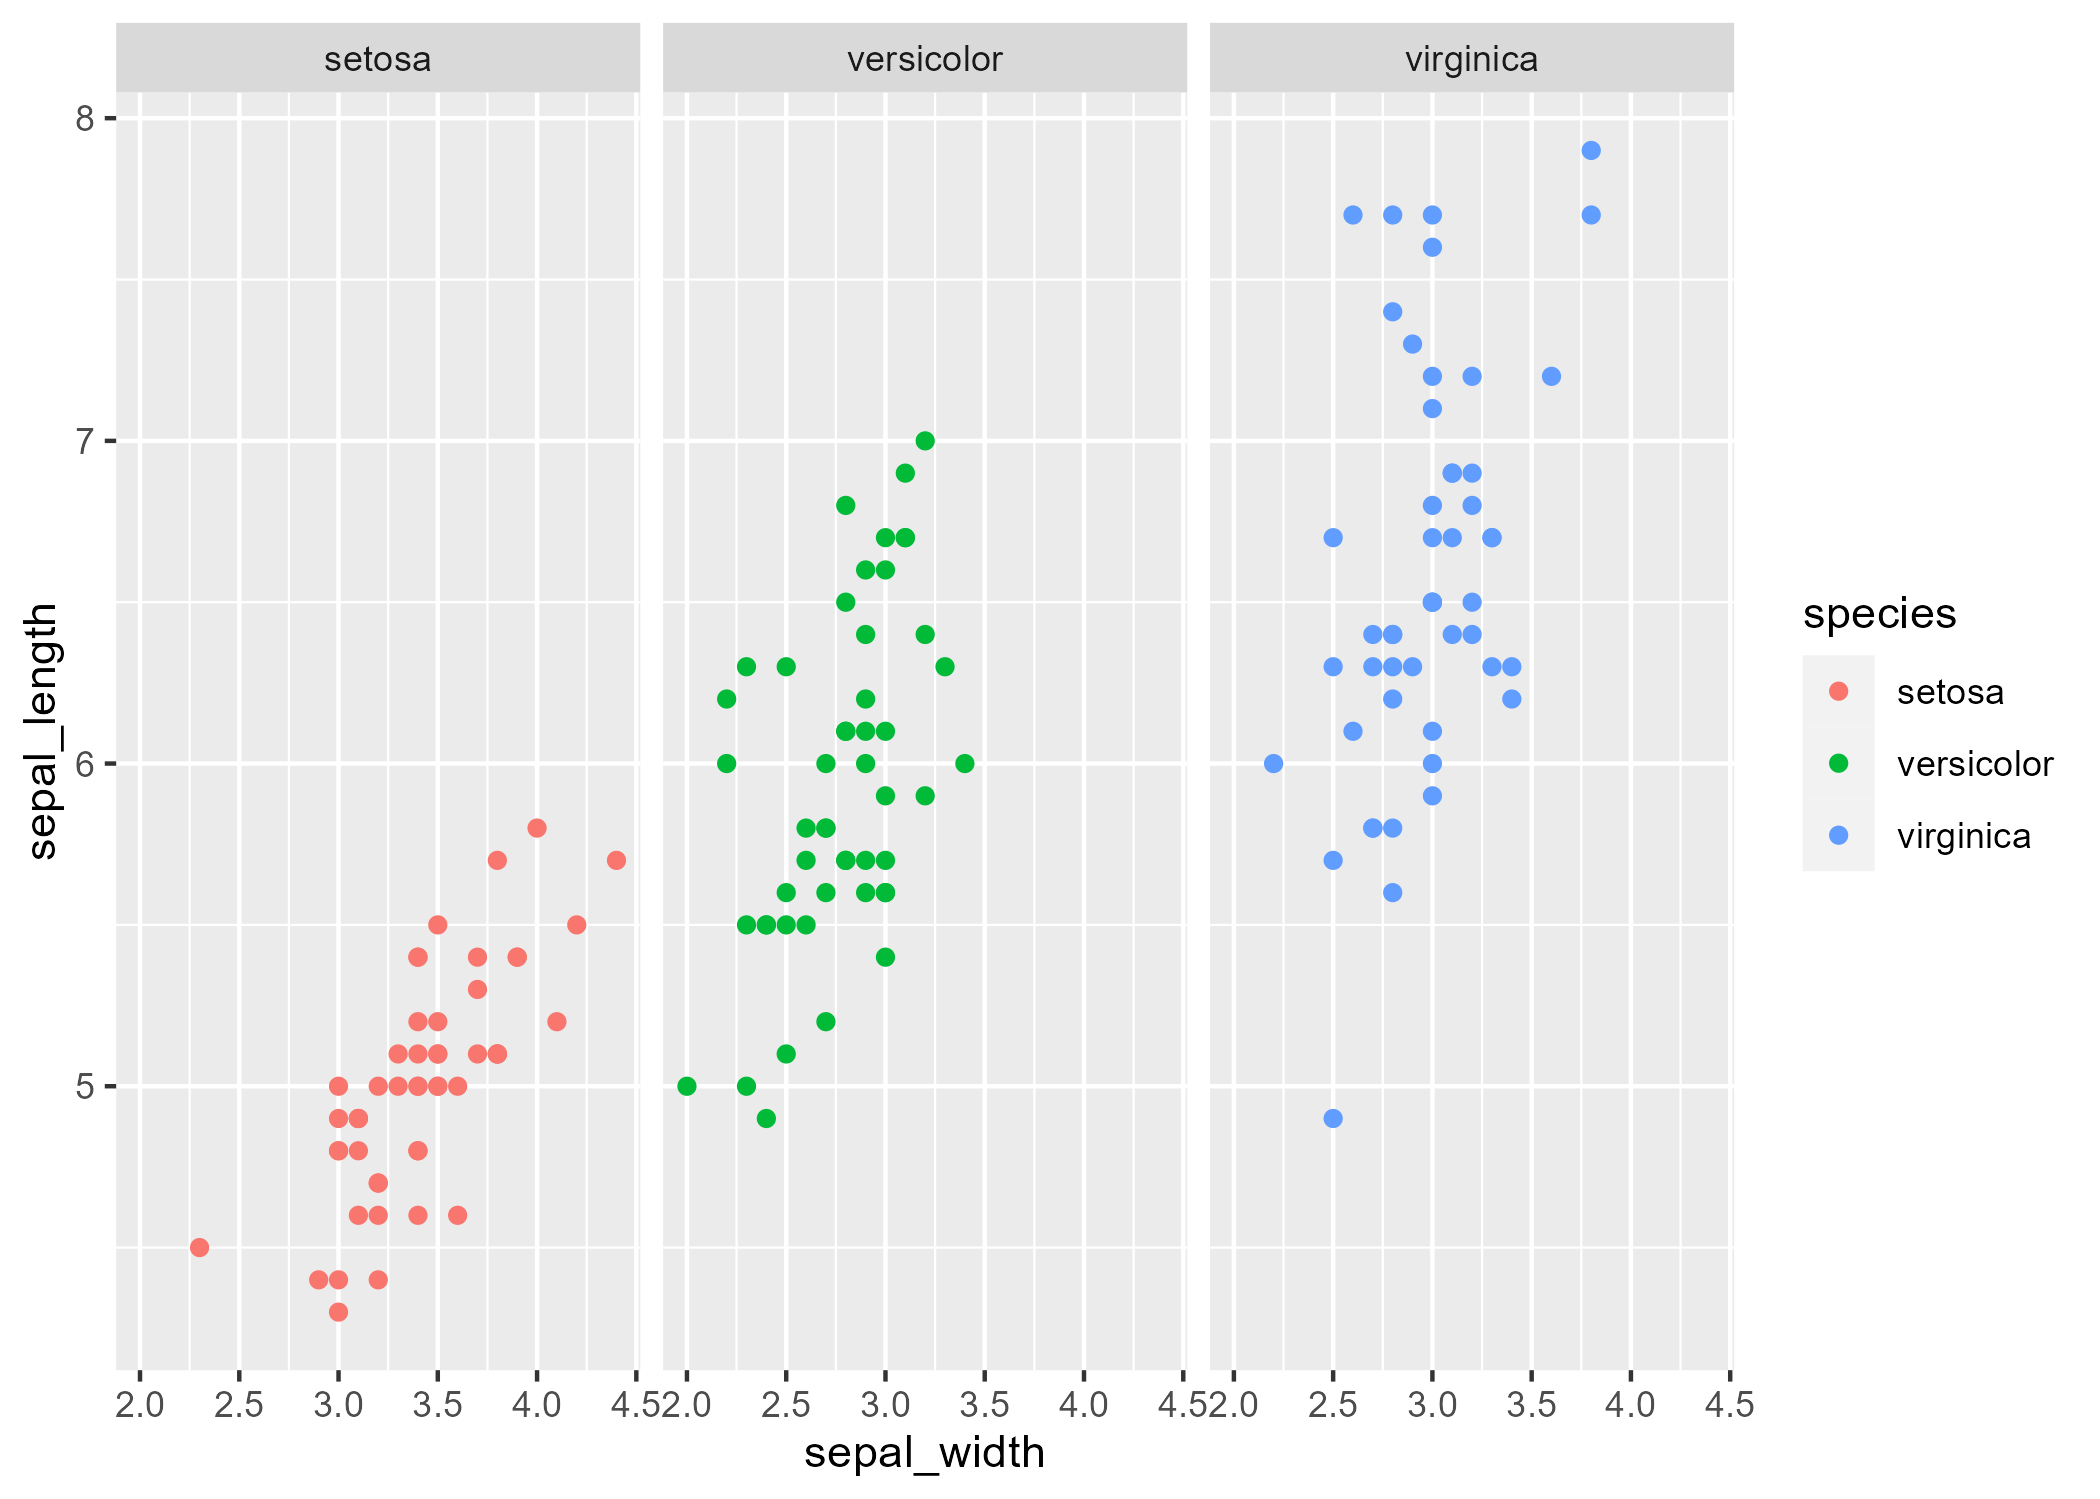 setosa versicolor virginica
8
7
6
5
sepal_length
2.0 2.5 3.0 3.5 4.0 4.5 2.0 2.5 3.0 3.5 4.0 4.5 2.0 2.5 3.0 3.5 4.0 4.5
sepal_width
species
setosa
versicolor
virginica